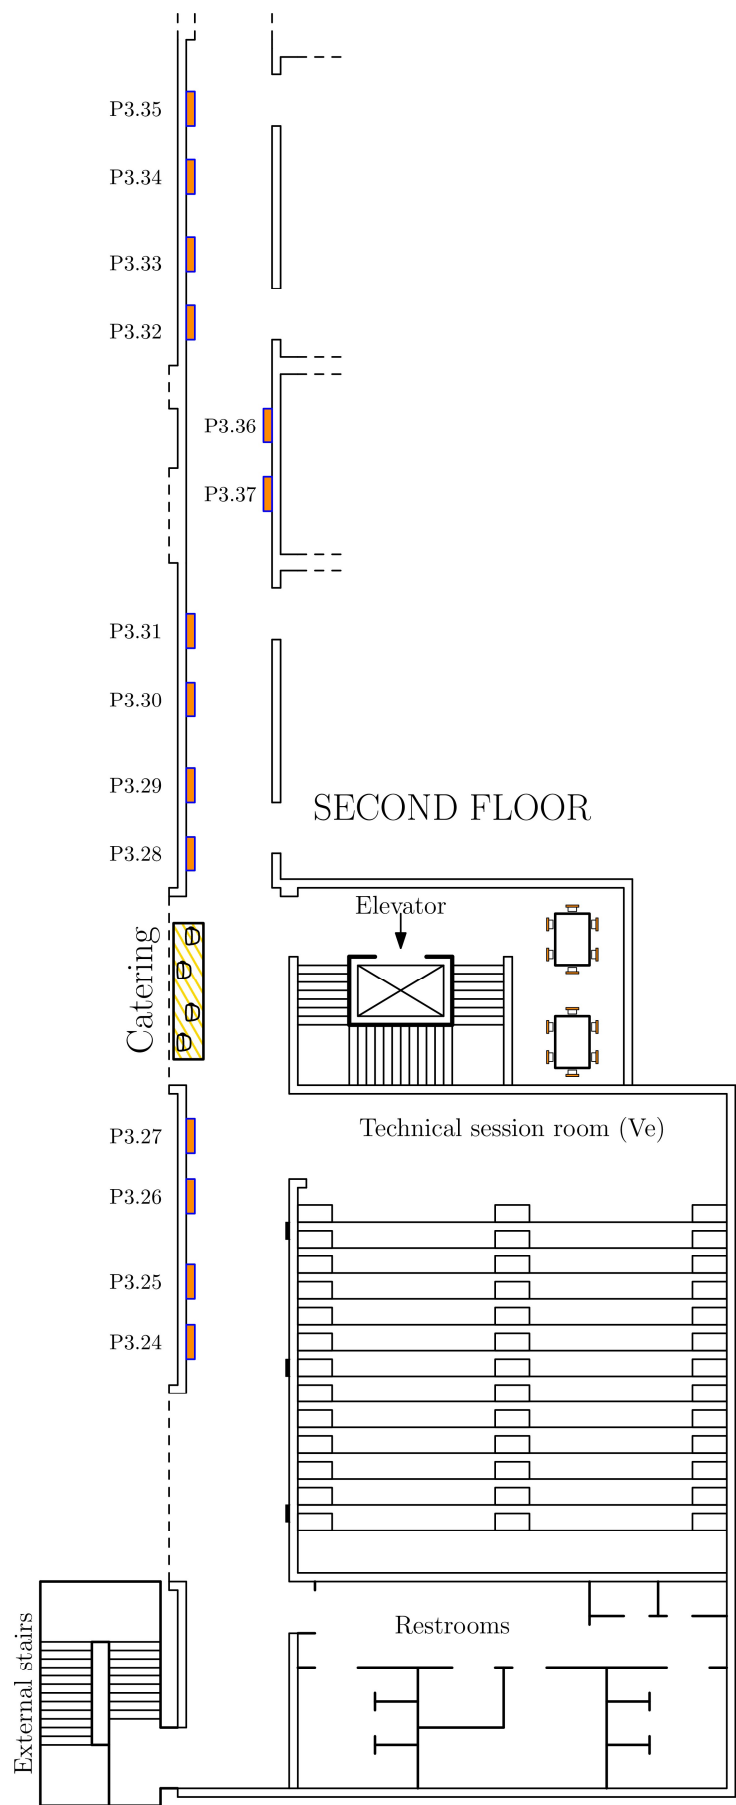 P3.35
P3.34
P3.33
P3.32
P3.36
P3.37
P3.31
P3.30
P3.29
SECOND FLOOR
P3.28
Elevator
Catering
P3.27
Technical session room (Ve)
P3.26
P3.25
P3.24
Restrooms
External stairs